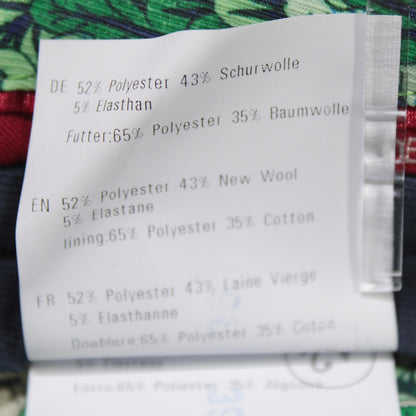 DE 52% Polyester 43% Schurwolle
5% Elasthan
Futter:65% Polyester 35% Baumwolle
EN 52% Polyester 43% New Wool
5% Elastane
lining:65% Polyester 35% Cotton
FR 52% Polyester 43% Laine Vierge
5% Elasthanne
Doublure:65% Polyester 35% Coton
5% Elastano
Forro:65% Poliester 35% Algodon